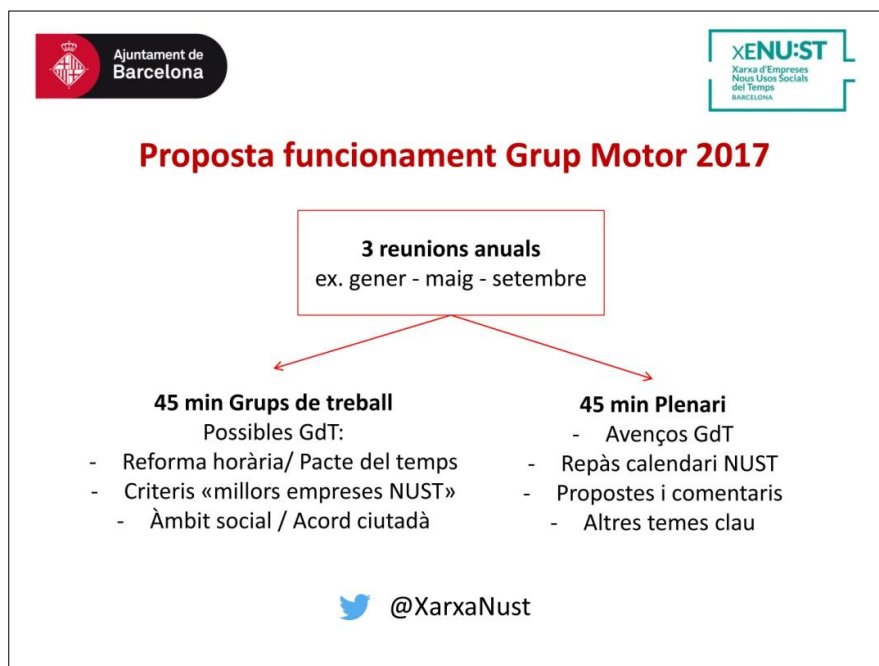 Ajuntament de
Barcelona
xENU:ST
Xarxa d'Empreses
Nous Usos Socials
del Temps
BARCELONA
Proposta funcionament Grup Motor 2017
3 reunions anuals
ex. gener - maig - setembre
45 min Grups de treball
Possibles GdT:
- Reforma horària/ Pacte del temps
- Criteris «millors empreses NUST»
- Àmbit social / Acord ciutadà
45 min Plenari
- Avenços GdT
- Repàs calendari NUST
- Propostes i comentaris
- Altres temes clau
@XarxaNust